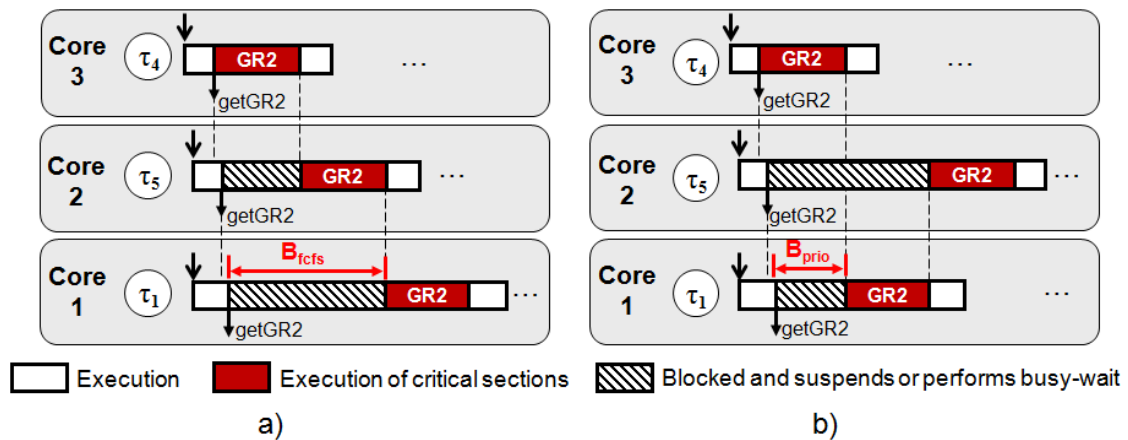 Core
3
τ4
GR2
...
getGR2
Core
2
τ5
GR2
...
getGR2
Core
1
τ1
Bfcfs
GR2
...
getGR2
Core
3
τ4
GR2
...
getGR2
Core
2
τ5
GR2
...
getGR2
Core
1
τ1
Bprio
GR2
...
getGR2
Execution
Execution of critical sections
Blocked and suspends or performs busy-wait
a)
b)